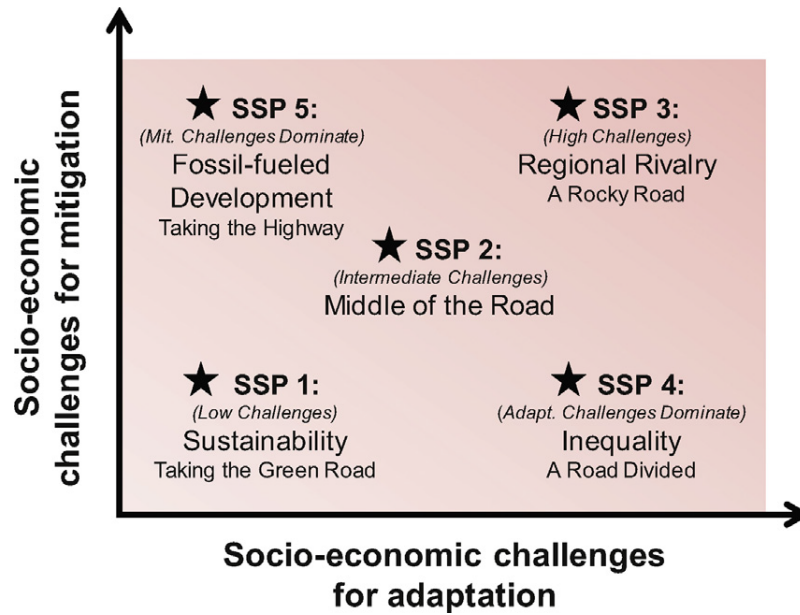 Socio-economic
challenges for mitigation
SSP 5:
(Mit. Challenges Dominate)
Fossil-fueled
Development
Taking the Highway
SSP 3:
(High Challenges)
Regional Rivalry
A Rocky Road
SSP 2:
(Intermediate Challenges)
Middle of the Road
SSP 1:
(Low Challenges)
Sustainability
Taking the Green Road
SSP 4:
(Adapt. Challenges Dominate)
Inequality
A Road Divided
Socio-economic challenges
for adaptation